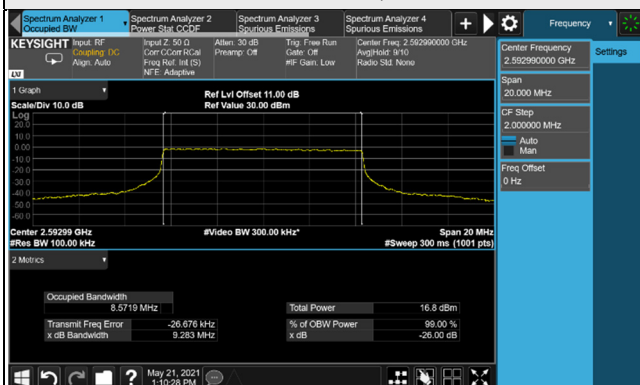 Spectrum Analyzer 1
Occupied BW
Spectrum Analyzer 2
Power Stat CCDF
Spectrum Analyzer 3
Spurious Emissions
Spectrum Analyzer 4
Spurious Emissions
+
Frequency
KEYSIGHT
Input: RF
Coupling: DC
Align: Auto
Input Z: 50 Ω
Corr CCorr RCal
Freq Ref: Int (S)
NFE: Adaptive
Atten: 30 dB
Preamp: Off
Trig: Free Run
Gate: Off
#IF Gain: Low
Center Freq: 2.592990000 GHz
Avg|Hold: 9/10
Radio Std: None
LXI
Center Frequency
2.592990000 GHz
Settings
Span
20.000 MHz
CF Step
2.000000 MHz
Auto
Man
Freq Offset
0 Hz
1 Graph
Scale/Div 10.0 dB
Ref Lvl Offset 11.00 dB
Ref Value 30.00 dBm
Log
20.0
10.0
0.00
-10.0
-20.0
-30.0
-40.0
-50.0
-60.0
Center 2.59299 GHz
#Res BW 100.00 kHz
#Video BW 300.00 kHz*
Span 20 MHz
#Sweep 300 ms (1001 pts)
2 Metrics
Occupied Bandwidth
8.5719 MHz
Transmit Freq Error -26.676 kHz
x dB Bandwidth 9.283 MHz
Total Power 16.8 dBm
% of OBW Power 99.00 %
x dB -26.00 dB
?
May 21, 2021
1:10:28 PM